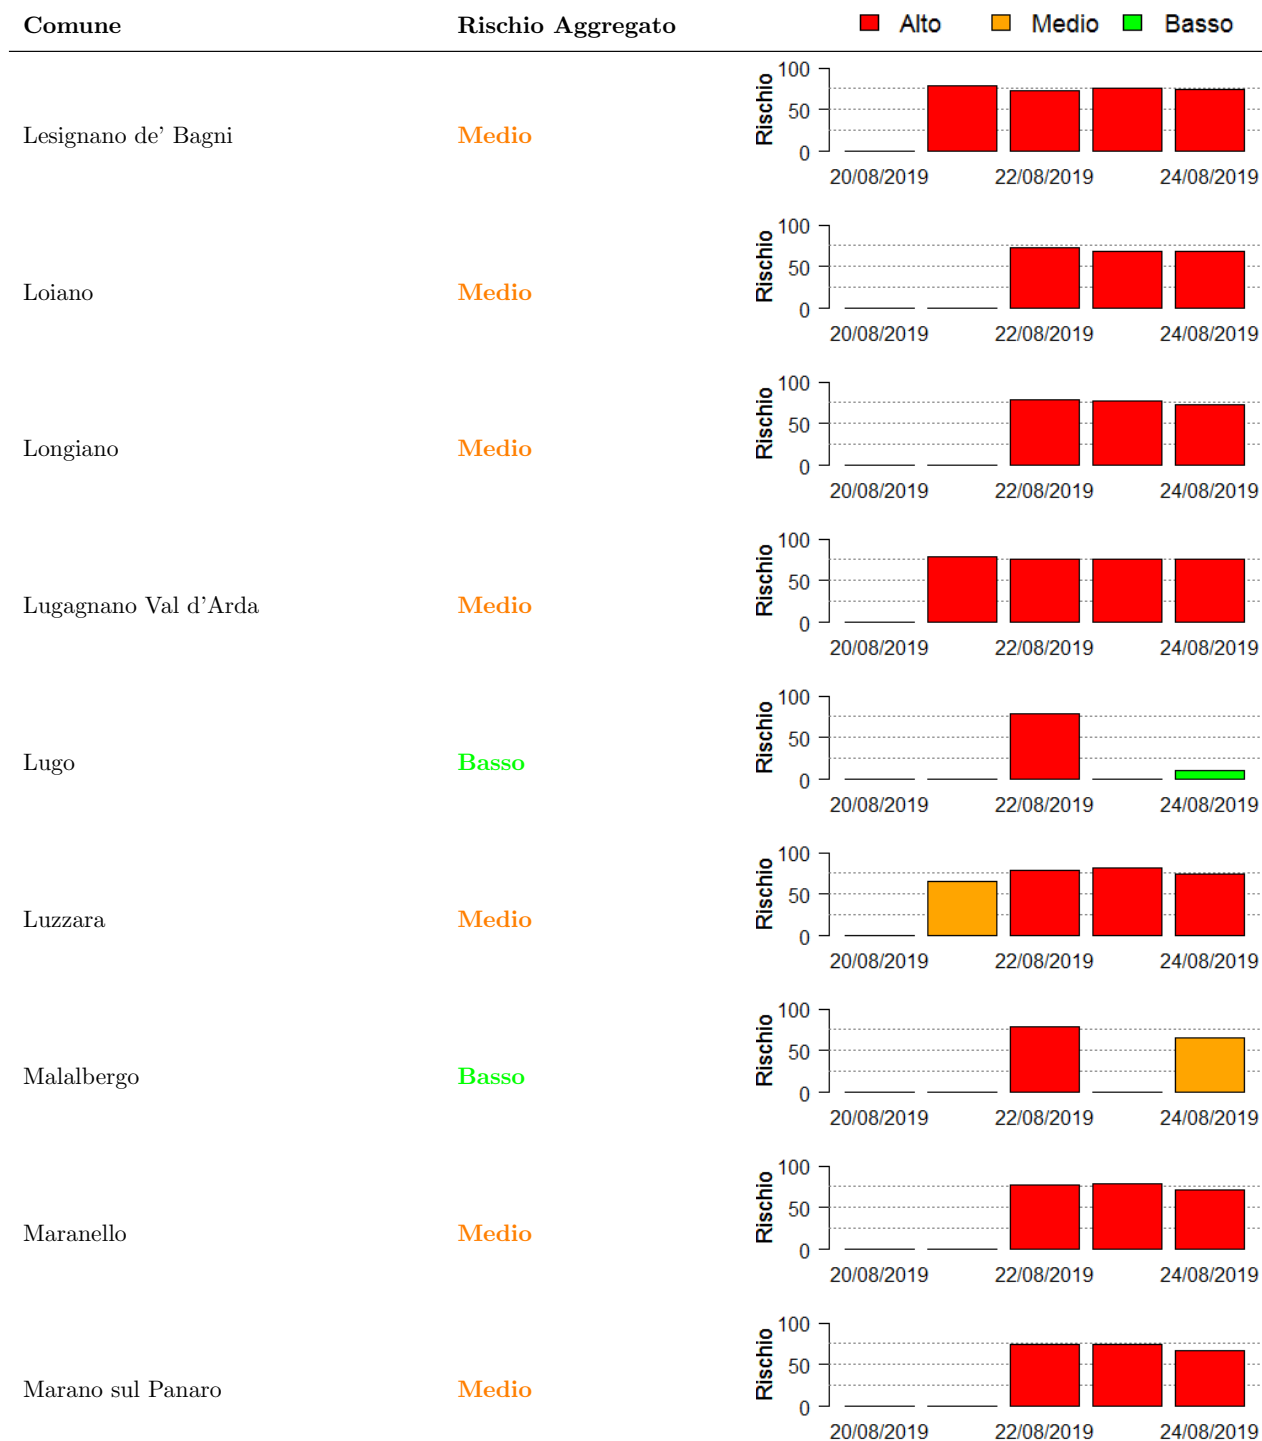 Comune Rischio Aggregato Alto Medio Basso
Lesignano de' Bagni Medio
Rischio
100
50
0
20/08/2019 22/08/2019 24/08/2019
Loiano Medio
Rischio
100
50
0
20/08/2019 22/08/2019 24/08/2019
Longiano Medio
Rischio
100
50
0
20/08/2019 22/08/2019 24/08/2019
Lugagnano Val d'Arda Medio
Rischio
100
50
0
20/08/2019 22/08/2019 24/08/2019
Lugo Basso
Rischio
100
50
0
20/08/2019 22/08/2019 24/08/2019
Luzzara Medio
Rischio
100
50
0
20/08/2019 22/08/2019 24/08/2019
Malalbergo Basso
Rischio
100
50
0
20/08/2019 22/08/2019 24/08/2019
Maranello Medio
Rischio
100
50
0
20/08/2019 22/08/2019 24/08/2019
Marano sul Panaro Medio
Rischio
100
50
0
20/08/2019 22/08/2019 24/08/2019